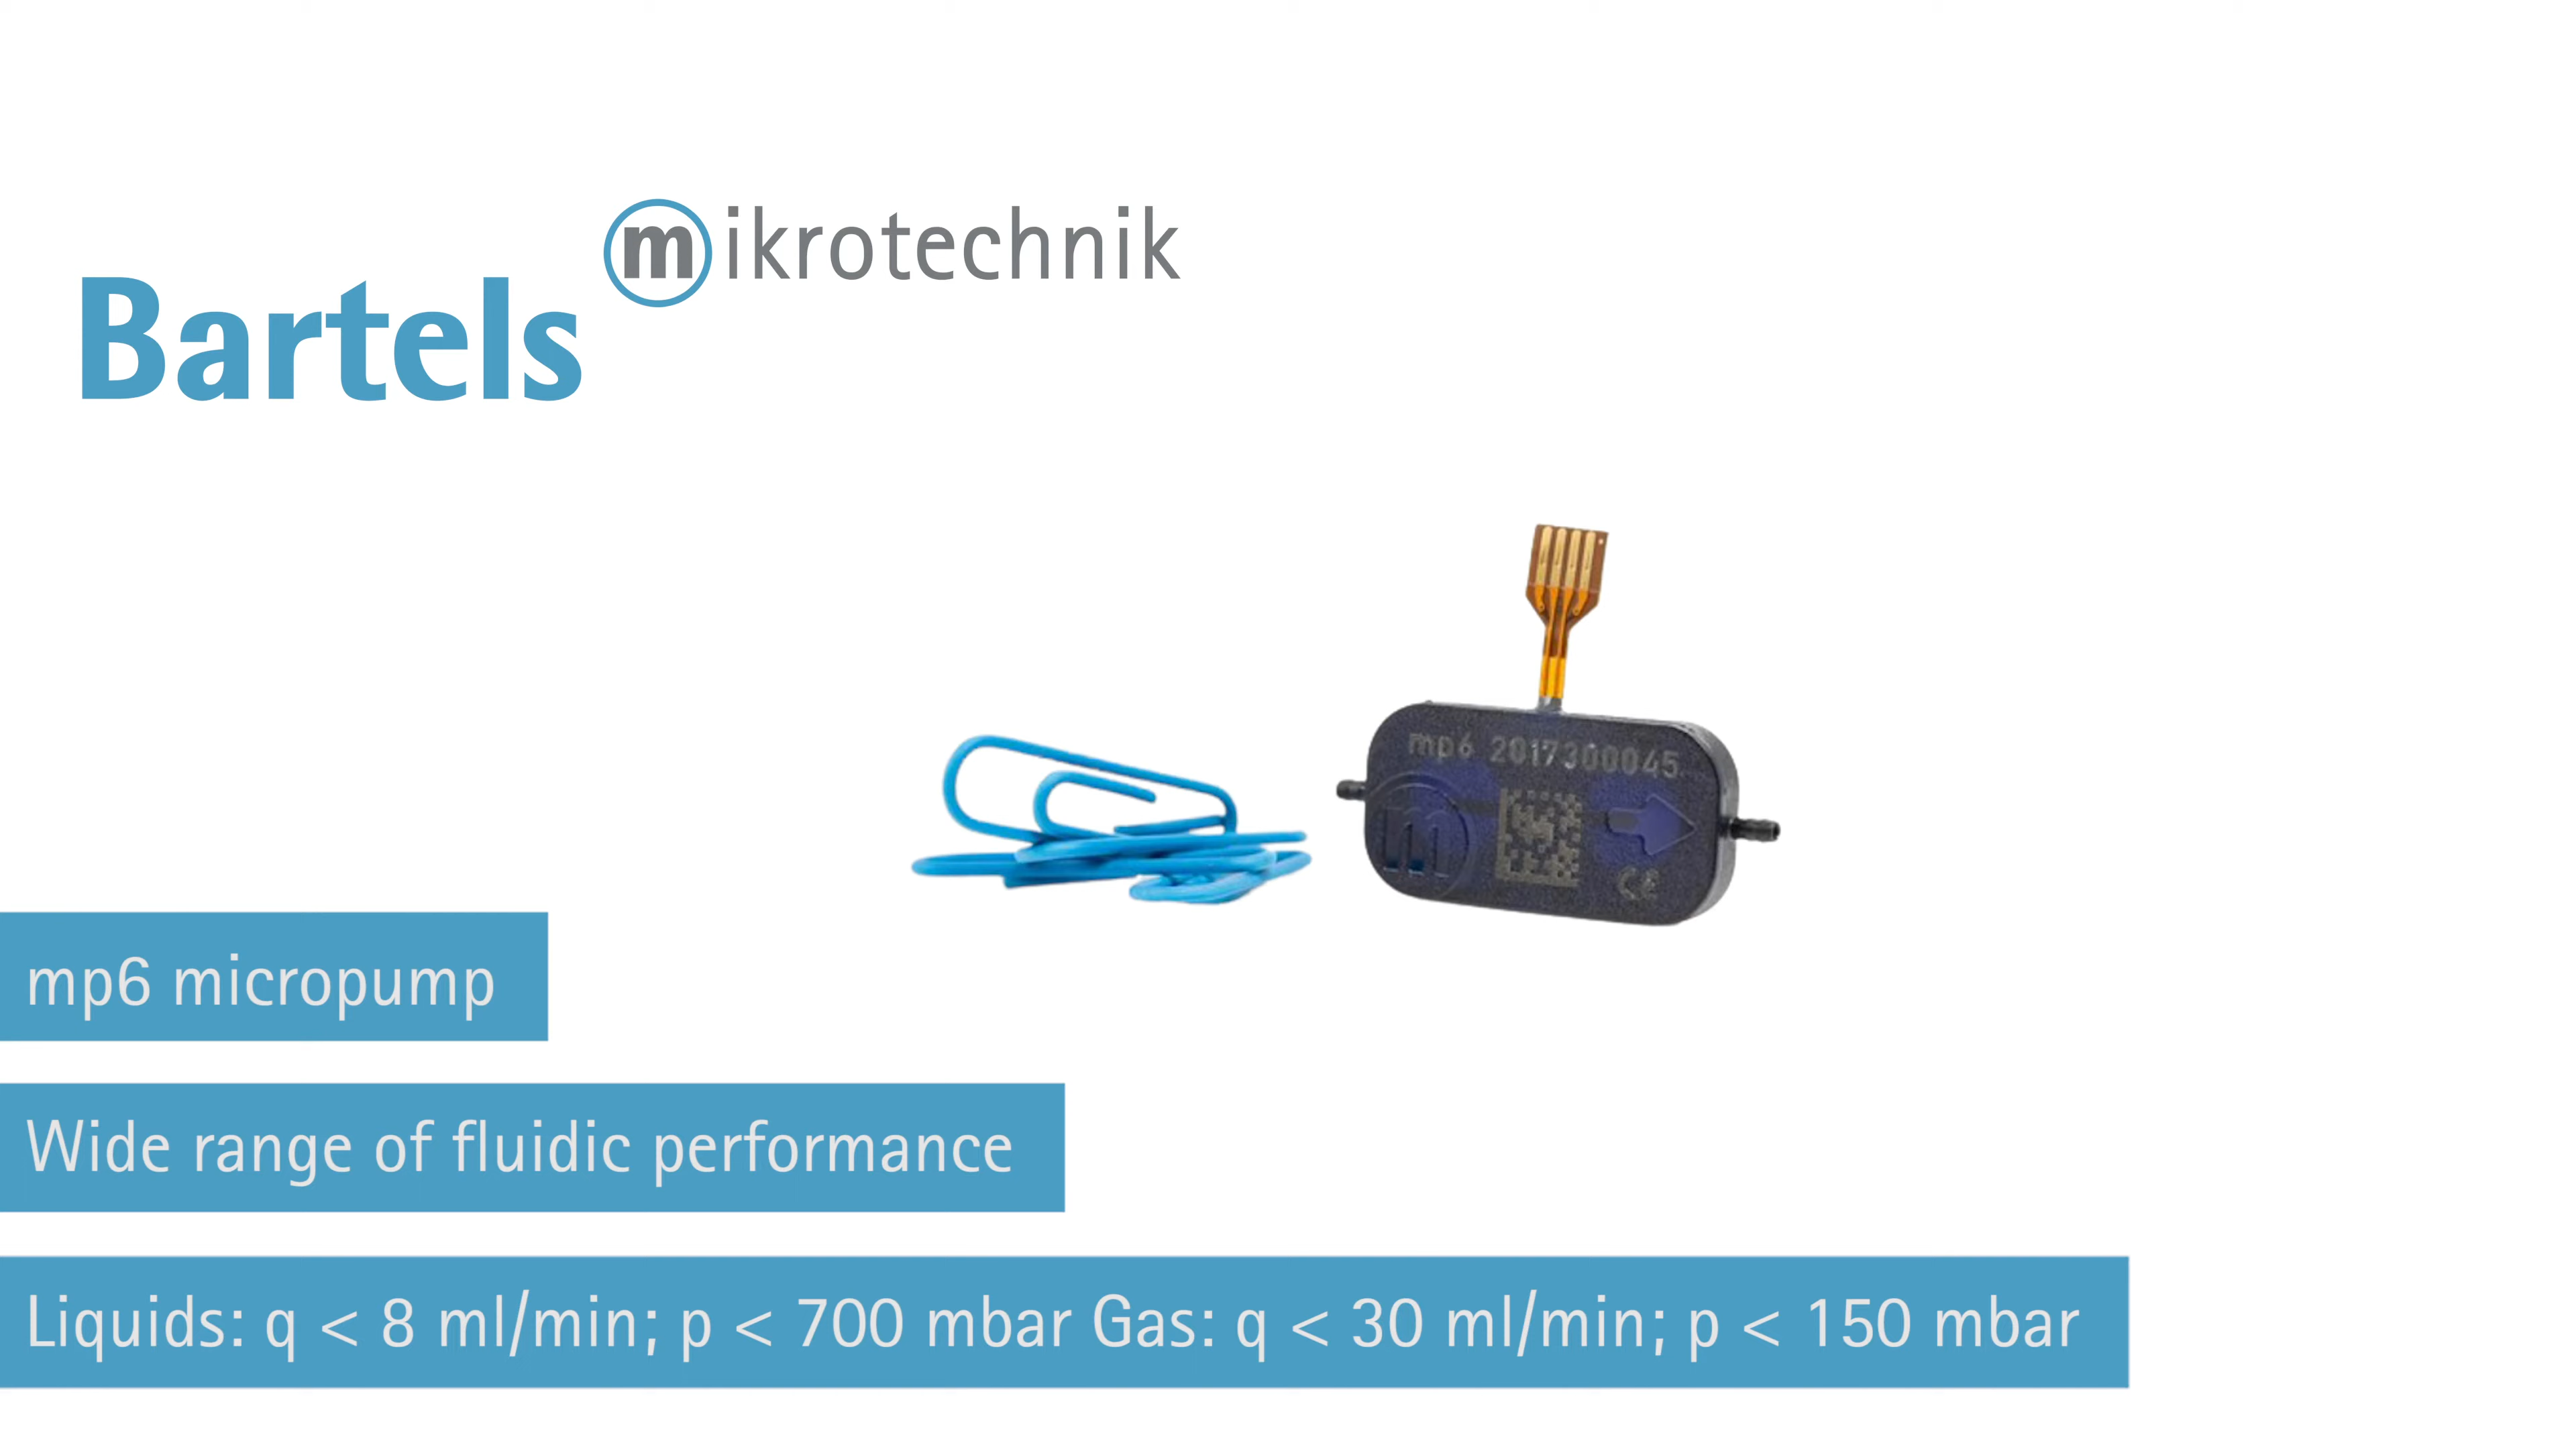 Bartels mikrotechnik
mp6 2017300045
m
CE
mp6 micropump
Wide range of fluidic performance
Liquids: q < 8 ml/min; p < 700 mbar Gas: q < 30 ml/min; p < 150 mbar